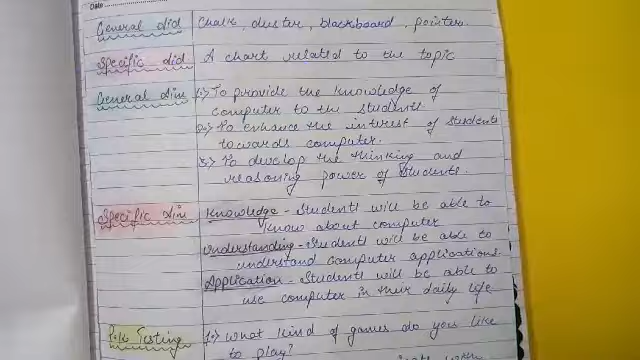 Date
General Aid Chalk, duster, blackboard, pointer.
Specific Aid A chart related to the topic
General Aim 1.) To provide the knowledge of
computer to the students.
2.) To enhance the interest of students
towards computer.
3.) To develop the thinking and
reasoning power of students.
Specific Aim Knowledge - Students will be able to
know about computer
Understanding - Students will be able to
understand computer applications.
Application - Students will be able to
use computer in their daily life
P.K. Testing 1.) What kind of games do you like
to play?
with